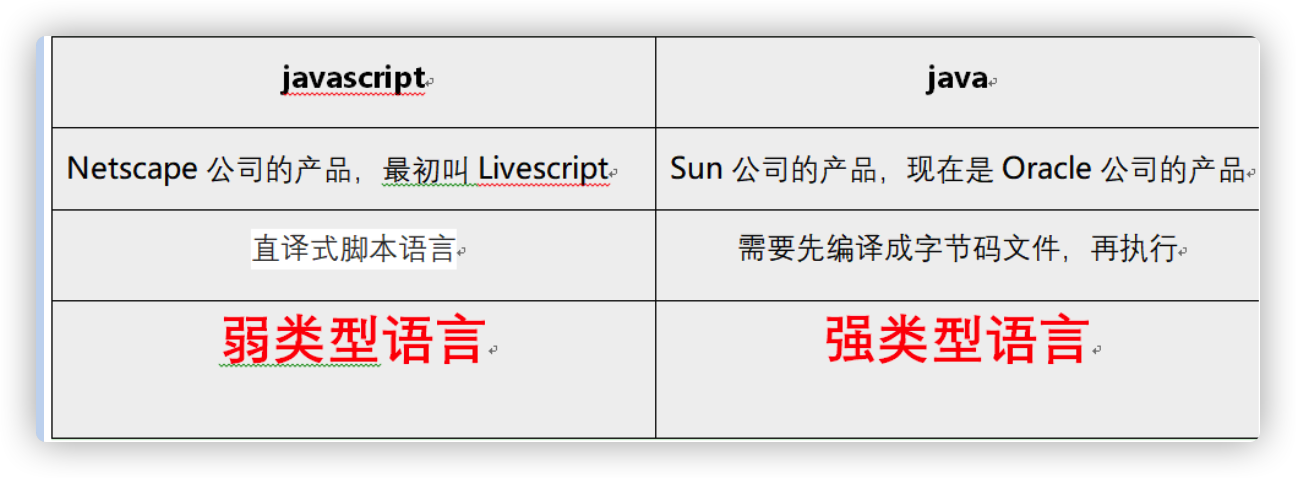 javascript
java
Netscape 公司的产品，最初叫 Livescript
Sun 公司的产品，现在是 Oracle 公司的产品
直译式脚本语言
需要先编译成字节码文件，再执行
弱类型语言
强类型语言